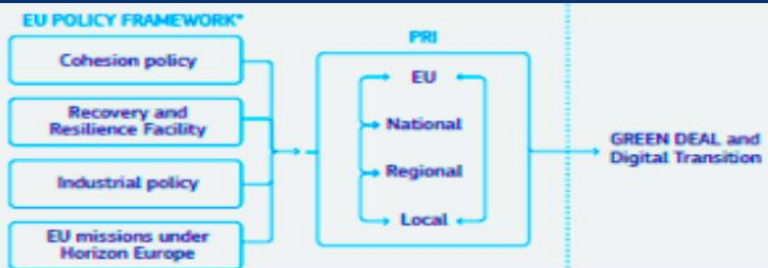 EU POLICY FRAMEWORK*
Cohesion policy
Recovery and
Resilience Facility
Industrial policy
EU missions under
Horizon Europe
PRI
EU
National
Regional
Local
GREEN DEAL and
Digital Transition